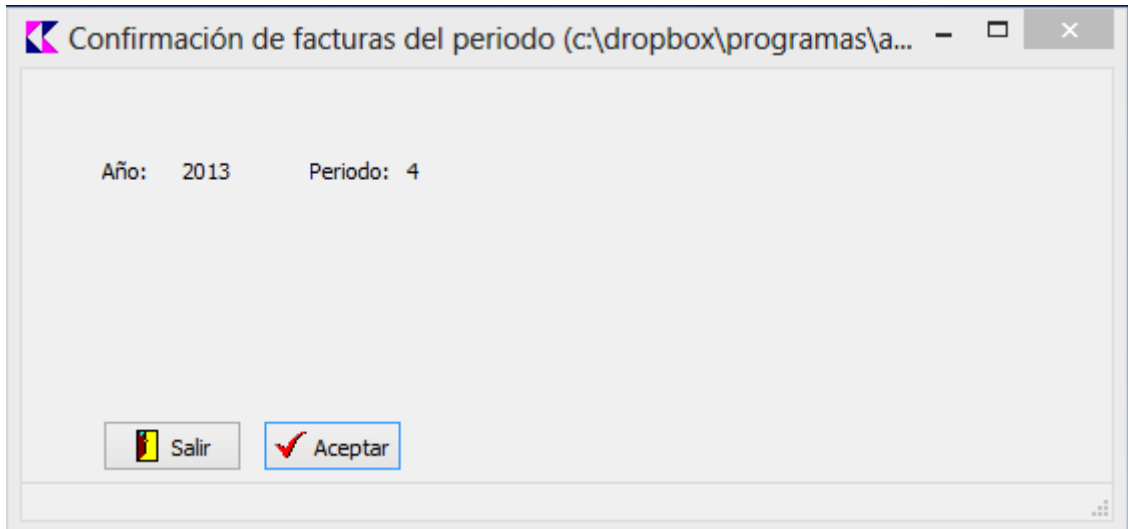 Confirmación de facturas del periodo (c:\dropbox\programas\a...
Año: 2013 Periodo: 4
Salir Aceptar